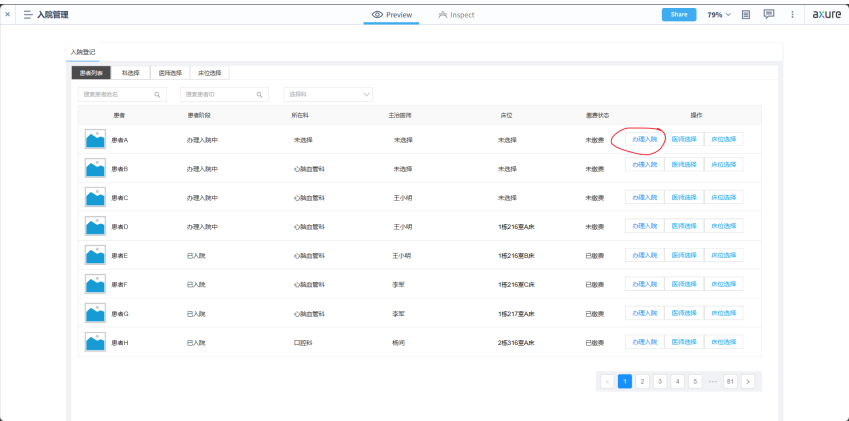 × 入院管理 Preview Inspect Share 79% axure
入院登记
患者列表 科选择 医师选择 床位选择
搜索患者姓名 搜索患者ID 选择科
患者 患者阶段 所在科 主治医师 床位 缴费状态 操作
患者A 办理入院中 未选择 未选择 未选择 未缴费 办理入院 医师选择 床位选择
患者B 办理入院中 心脑血管科 未选择 未选择 未缴费 办理入院 医师选择 床位选择
患者C 办理入院中 心脑血管科 王小明 未选择 未缴费 办理入院 医师选择 床位选择
患者D 办理入院中 心脑血管科 王小明 1栋216室A床 未缴费 办理入院 医师选择 床位选择
患者E 已入院 心脑血管科 王小明 1栋216室B床 已缴费 办理入院 医师选择 床位选择
患者F 已入院 心脑血管科 李军 1栋216室C床 已缴费 办理入院 医师选择 床位选择
患者G 已入院 心脑血管科 李军 1栋217室A床 已缴费 办理入院 医师选择 床位选择
患者H 已入院 口腔科 杨河 2栋316室A床 已缴费 办理入院 医师选择 床位选择
< 1 2 3 4 5 ••• 81 >